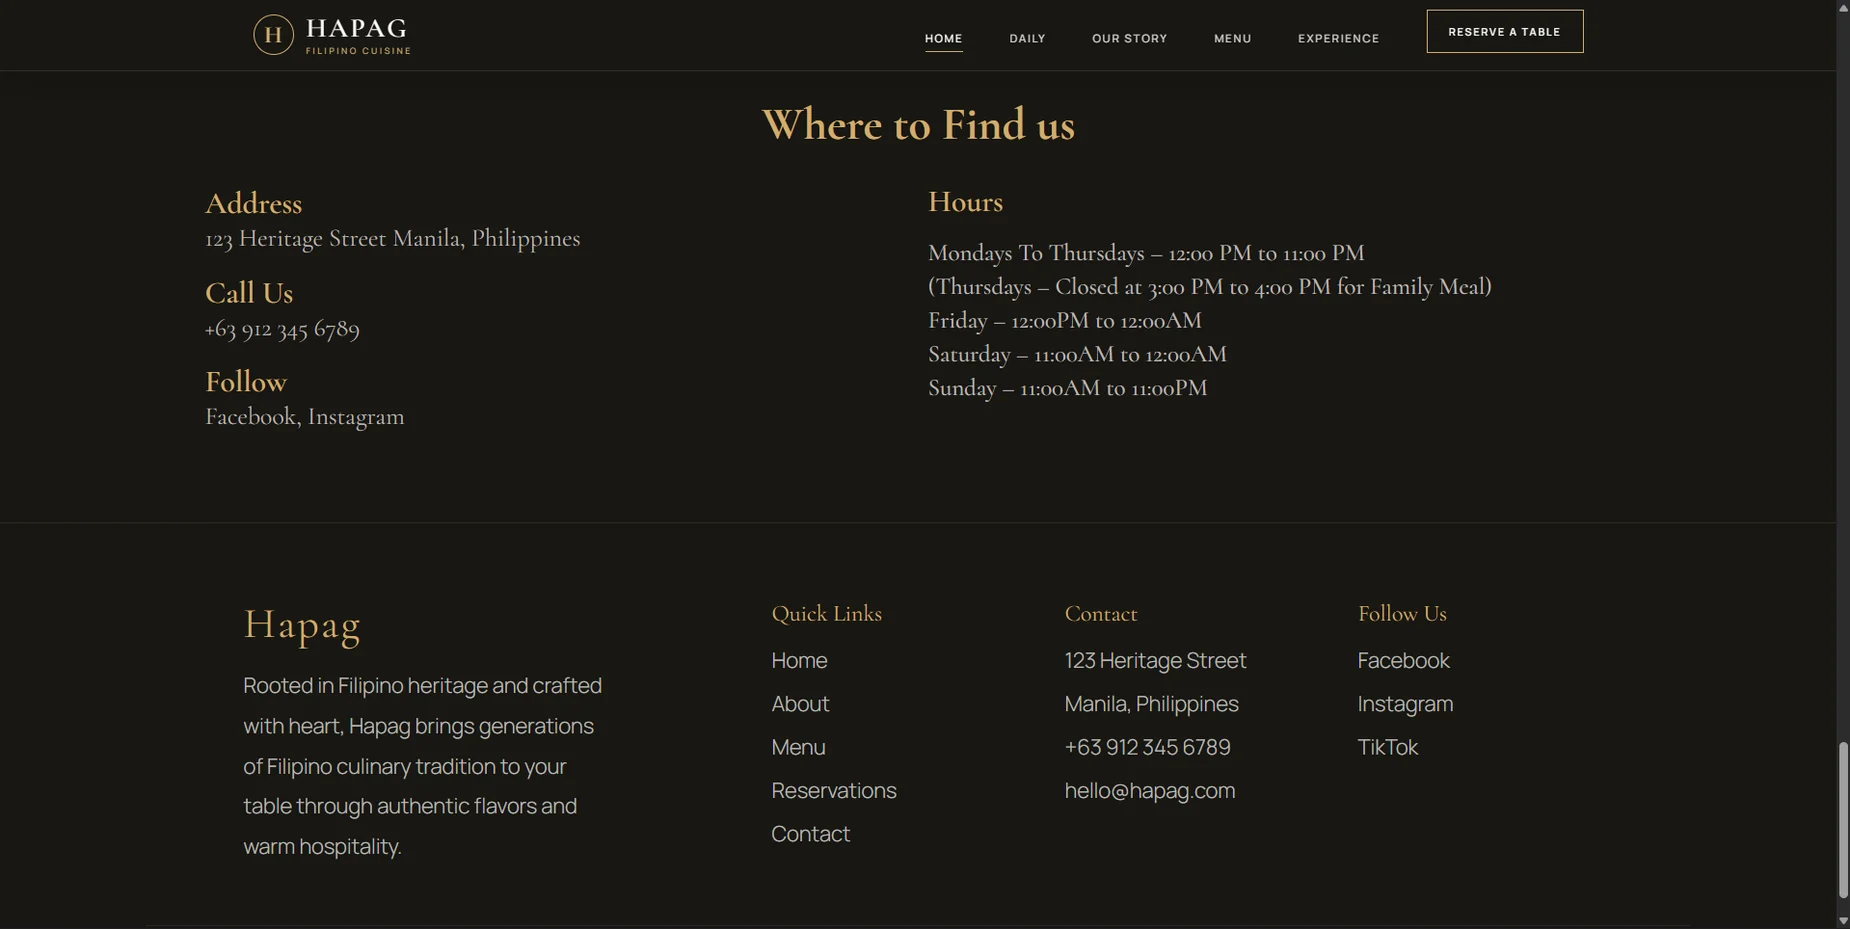 H
HAPAG
FILIPINO CUISINE
HOME
DAILY
OUR STORY
MENU
EXPERIENCE
RESERVE A TABLE
Where to Find us
Address
123 Heritage Street Manila, Philippines
Call Us
+63 912 345 6789
Follow
Facebook, Instagram
Hours
Mondays To Thursdays – 12:00 PM to 11:00 PM
(Thursdays – Closed at 3:00 PM to 4:00 PM for Family Meal)
Friday – 12:00PM to 12:00AM
Saturday – 11:00AM to 12:00AM
Sunday – 11:00AM to 11:00PM
Hapag
Rooted in Filipino heritage and crafted
with heart, Hapag brings generations
of Filipino culinary tradition to your
table through authentic flavors and
warm hospitality.
Quick Links
Home
About
Menu
Reservations
Contact
Contact
123 Heritage Street
Manila, Philippines
+63 912 345 6789
hello@hapag.com
Follow Us
Facebook
Instagram
TikTok